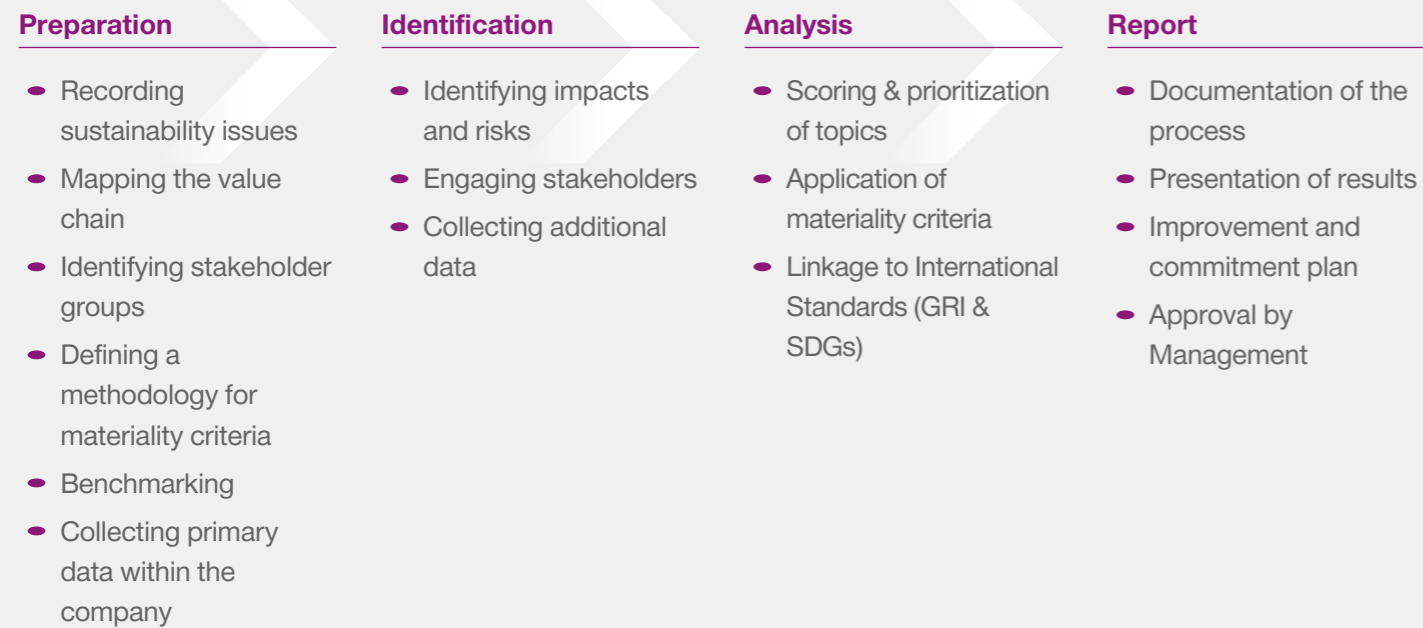 Preparation
Recording
sustainability issues
Mapping the value
chain
Identifying stakeholder
groups
Defining a
methodology for
materiality criteria
Benchmarking
Collecting primary
data within the
company
Identification
Identifying impacts
and risks
Engaging stakeholders
Collecting additional
data
Analysis
Scoring & prioritization
of topics
Application of
materiality criteria
Linkage to International
Standards (GRI &
SDGs)
Report
Documentation of the
process
Presentation of results
Improvement and
commitment plan
Approval by
Management